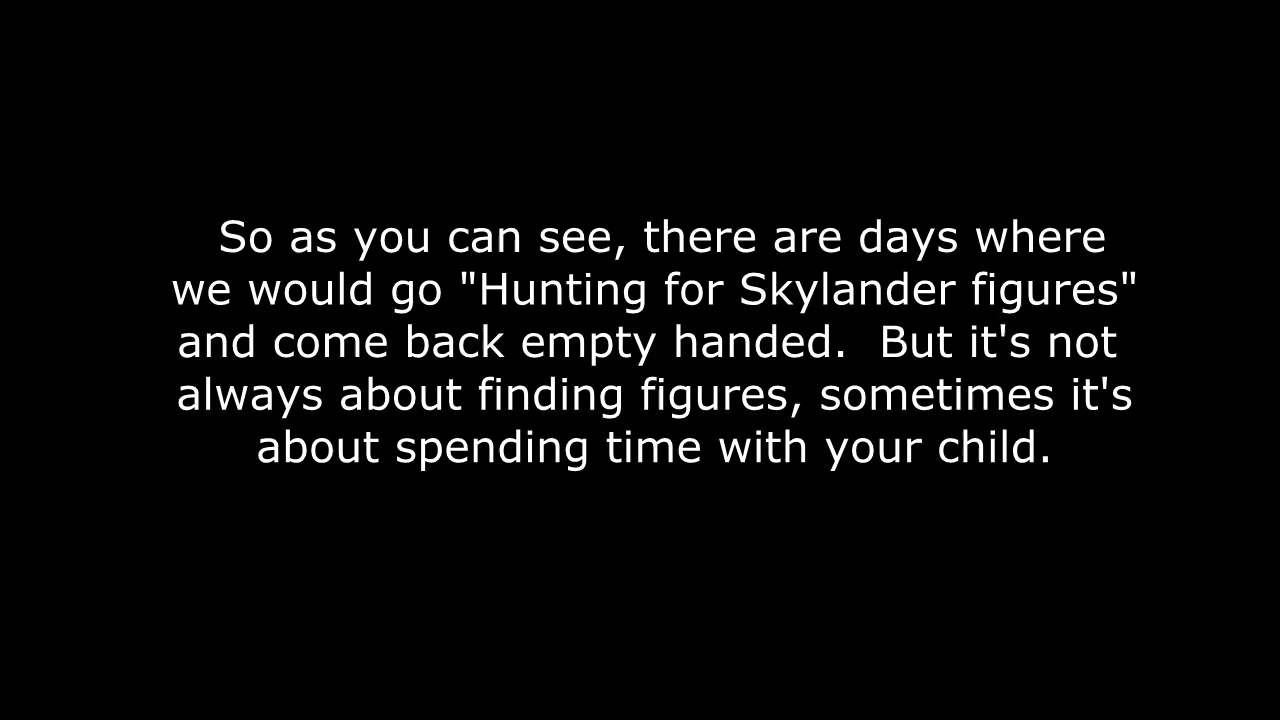 So as you can see, there are days where
we would go "Hunting for Skylander figures"
and come back empty handed.  But it's not
always about finding figures, sometimes it's
about spending time with your child.